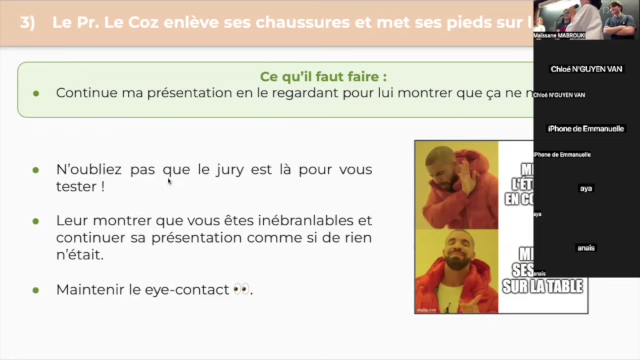 3) Le Pr. Le Coz enlève ses chaussures et met ses pieds sur l
Ce qu’il faut faire :
● Continue ma présentation en le regardant pour lui montrer que ça ne
● N’oubliez pas que le jury est là pour vous
tester !
● Leur montrer que vous êtes inébranlables et
continuer sa présentation comme si de rien
n’était.
● Maintenir le eye-contact 👀.
SUR LA TABLE
Maïssane MABROUKI
Chloé N'GUYEN VAN
Chloé N'GUYEN VAN
iPhone de Emmanuelle
iPhone de Emmanuelle
aya
aya
anais
anais